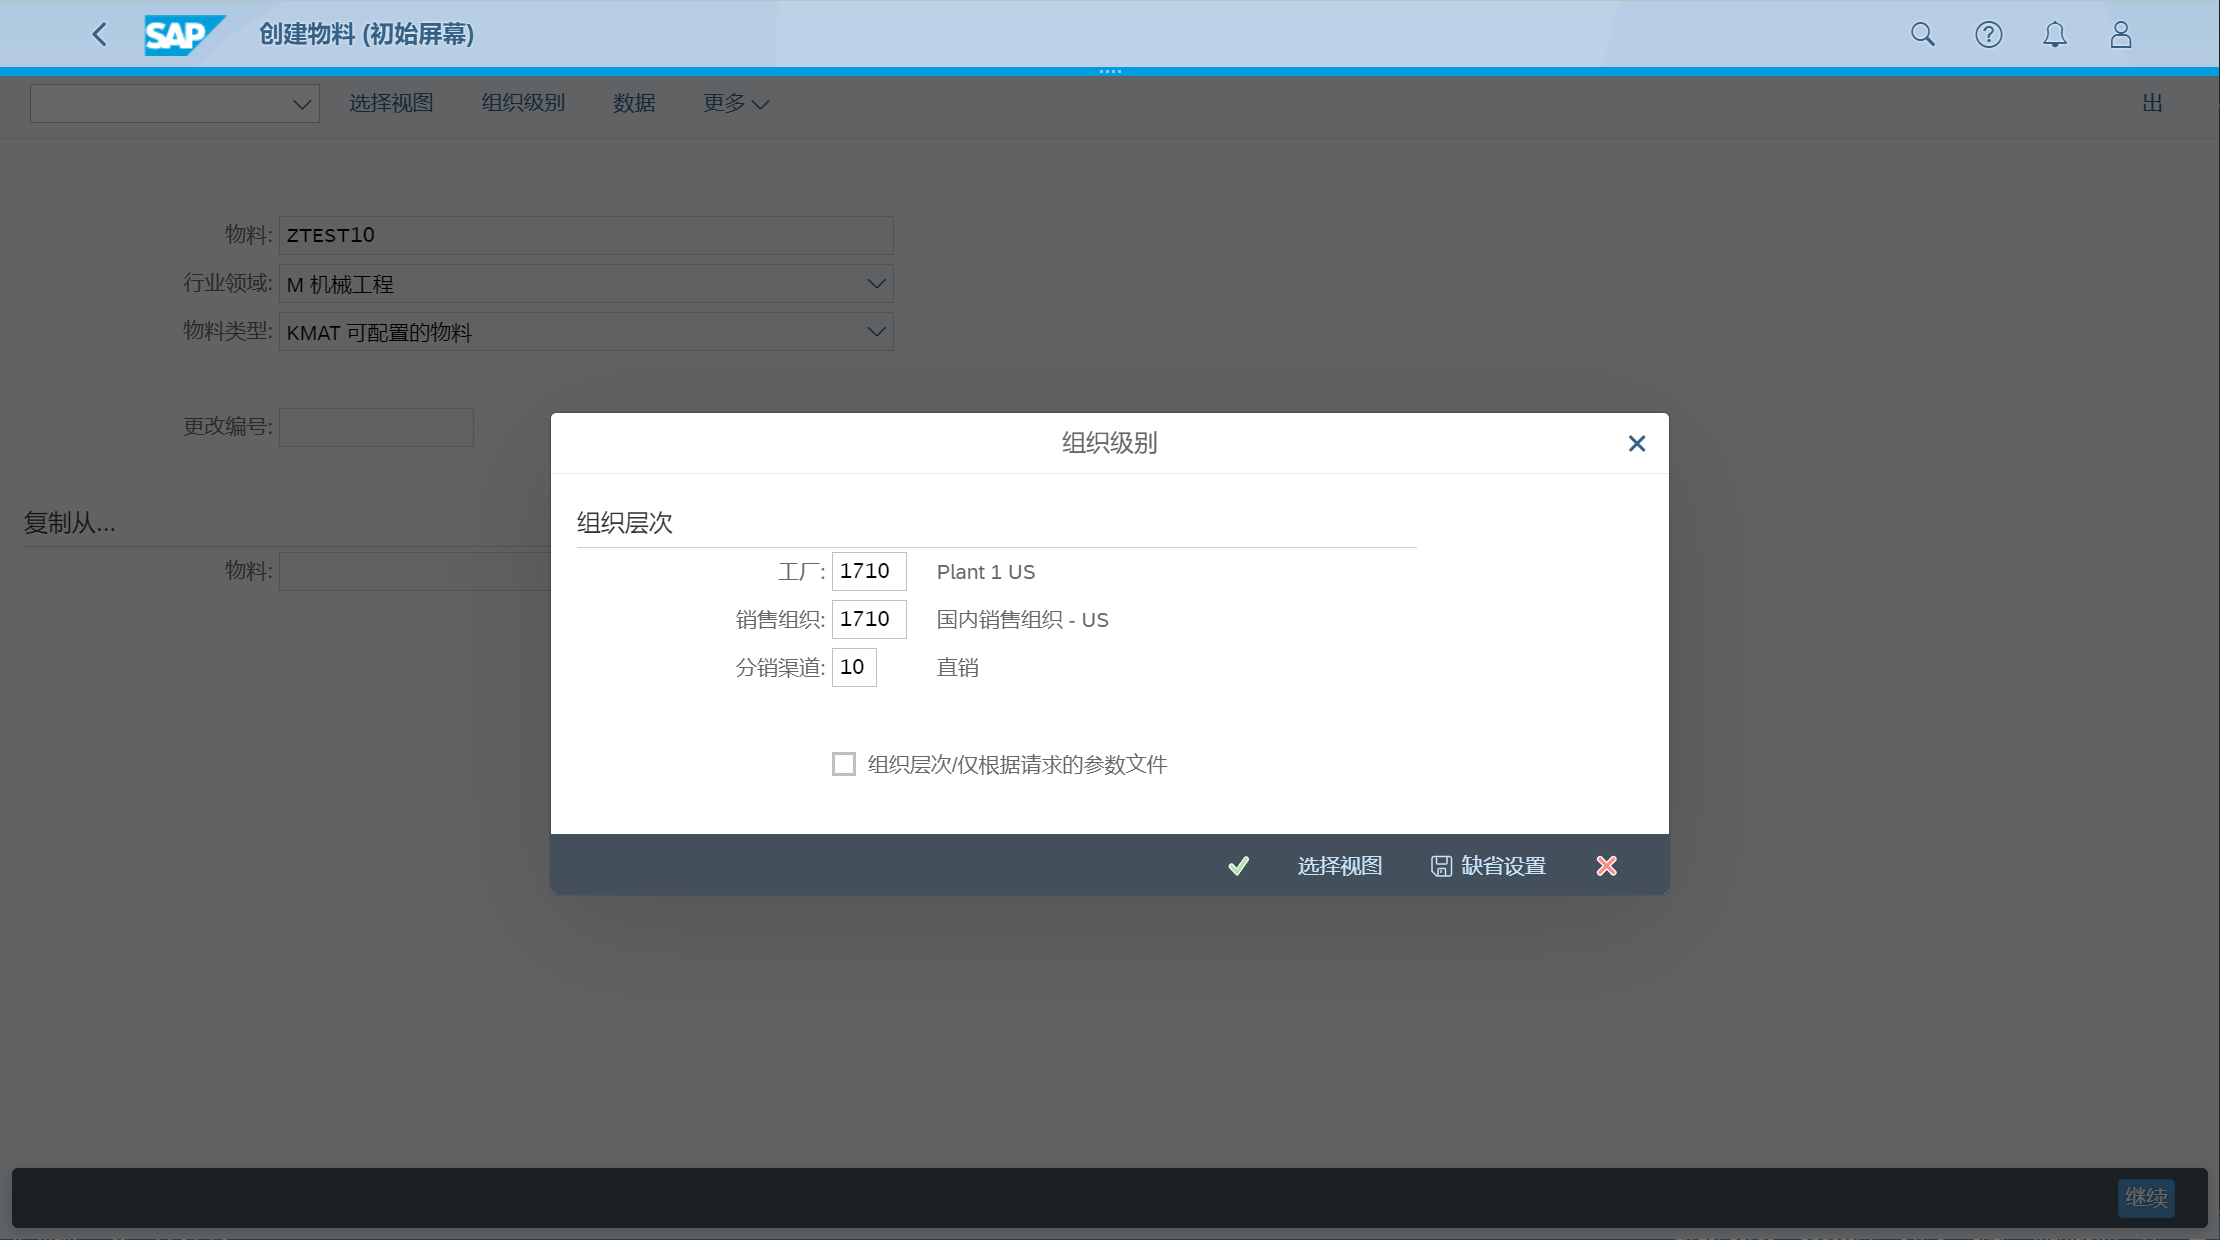 SAP 创建物料 (初始屏幕)
选择视图 组织级别 数据 更多 出
物料: ZTEST10
行业领域: M 机械工程
物料类型: KMAT 可配置的物料
更改编号:
复制从...
物料:
组织级别
组织层次
工厂: 1710 Plant 1 US
销售组织: 1710 国内销售组织 - US
分销渠道: 10 直销
组织层次/仅根据请求的参数文件
选择视图 缺省设置
继续